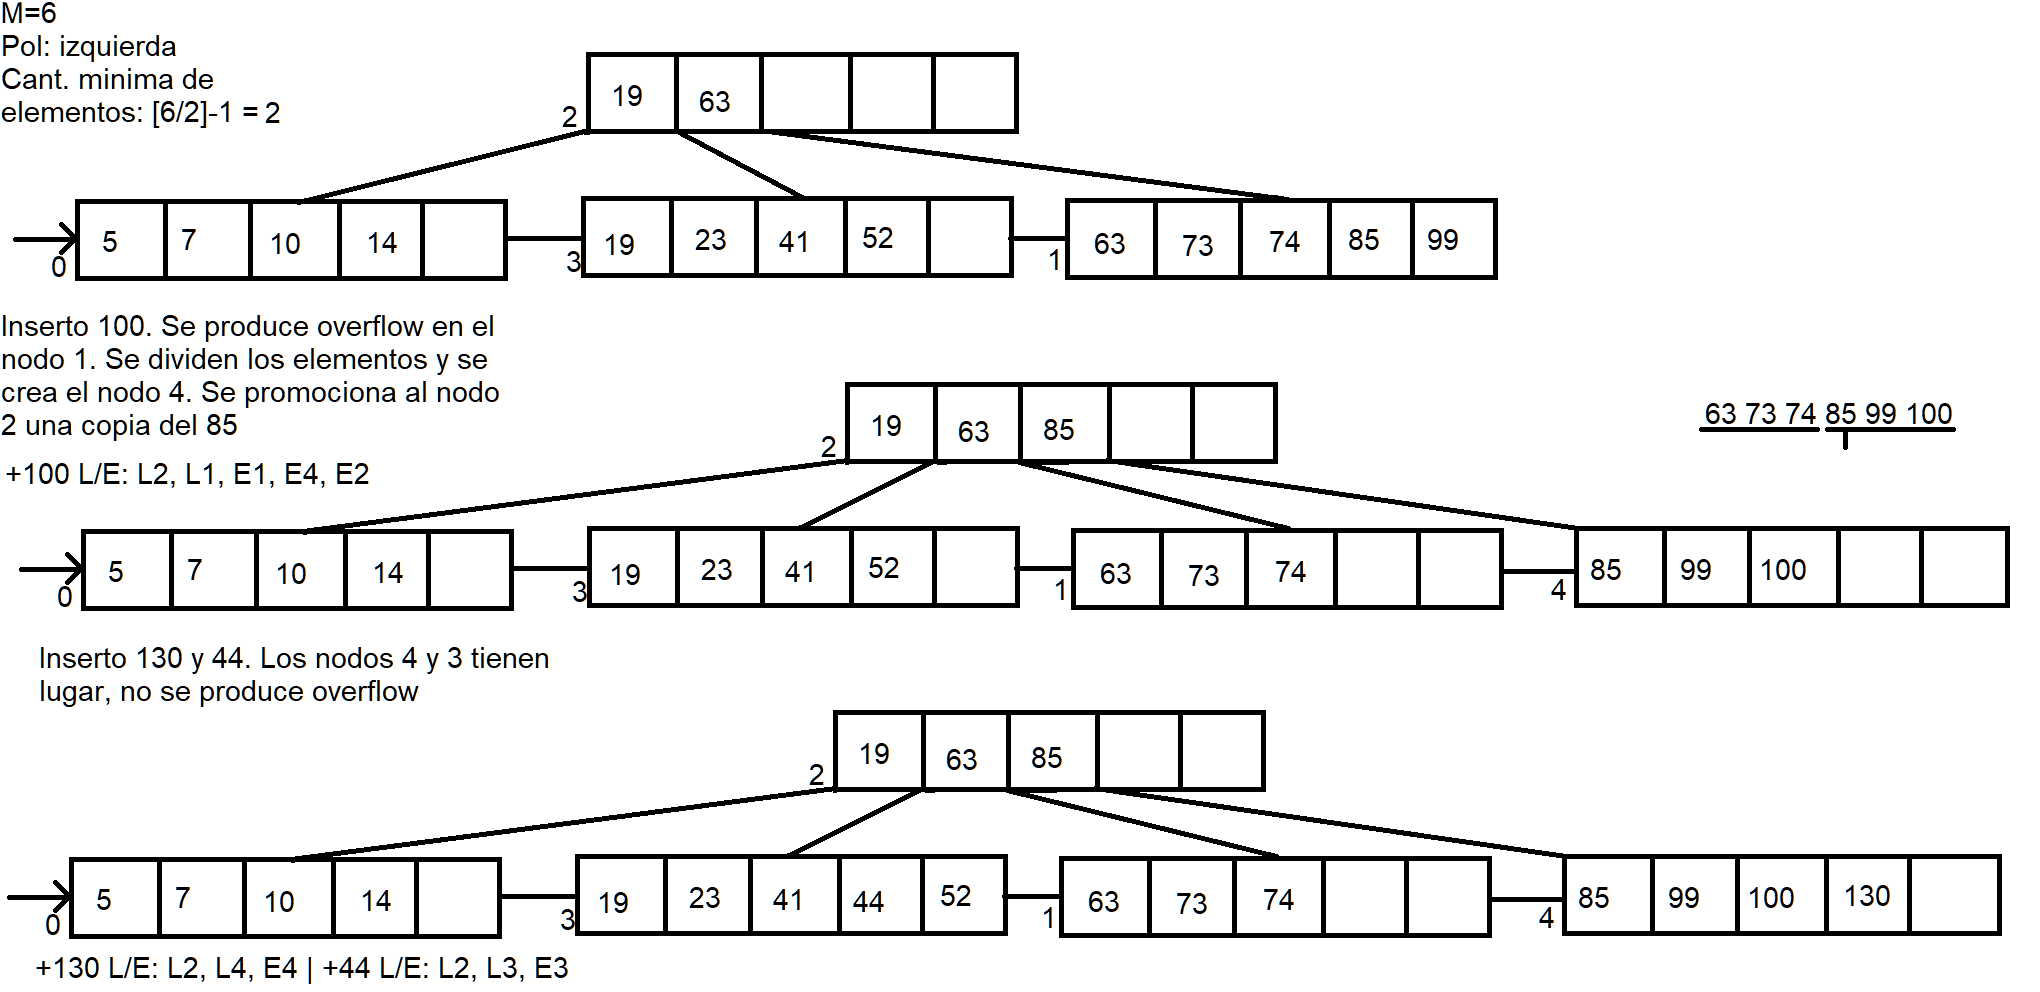 M=6
Pol: izquierda
Cant. minima de
elementos: [6/2]-1 = 2
19 63
2
5 7 10 14
0
19 23 41 52
3
63 73 74 85 99
1
Inserto 100. Se produce overflow en el
nodo 1. Se dividen los elementos y se
crea el nodo 4. Se promociona al nodo
2 una copia del 85
+100 L/E: L2, L1, E1, E4, E2
63 73 74 85 99 100
19 63 85
2
5 7 10 14
0
19 23 41 52
3
63 73 74
1
85 99 100
4
Inserto 130 y 44. Los nodos 4 y 3 tienen
lugar, no se produce overflow
19 63 85
2
5 7 10 14
0
19 23 41 44 52
3
63 73 74
1
85 99 100 130
4
+130 L/E: L2, L4, E4 | +44 L/E: L2, L3, E3